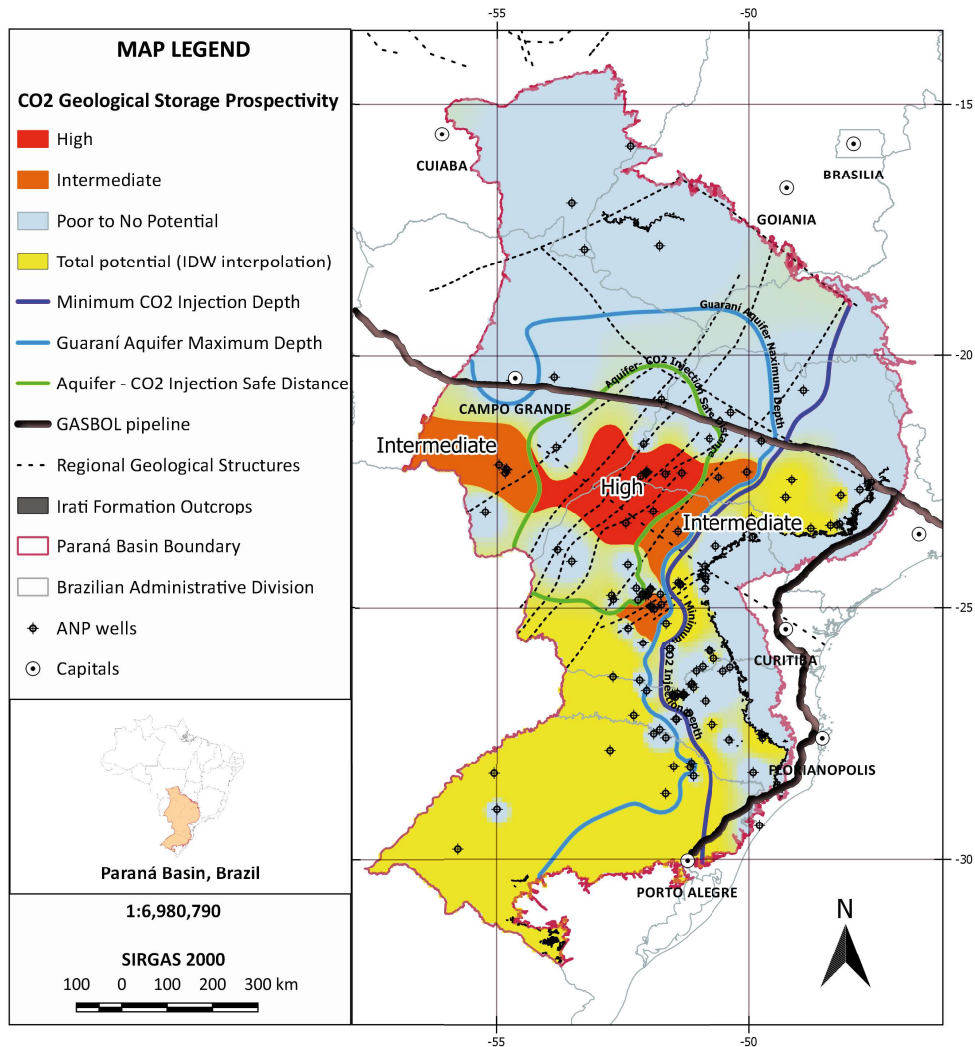 MAP LEGEND
CO2 Geological Storage Prospectivity
High
Intermediate
Poor to No Potential
Total potential (IDW interpolation)
Minimum CO2 Injection Depth
Guaraní Aquifer Maximum Depth
Aquifer - CO2 Injection Safe Distance
GASBOL pipeline
Regional Geological Structures
Irati Formation Outcrops
Paraná Basin Boundary
Brazilian Administrative Division
ANP wells
Capitals
Paraná Basin, Brazil
1:6,980,790
SIRGAS 2000
100 0 100 200 300 km
-55 -50
-15
CUIABA
BRASILIA
GOIANIA
Guaraní Aquifer Naximum Depth
-20
Aquifer- CO2 Injection Safe Distance
CAMPO GRANDE
Intermediate
High
Intermediate
-25
Minimum CO2 Injection Depth
CURITIBA
FLORIANOPOLIS
-30
PORTO ALEGRE
N
-55 -50